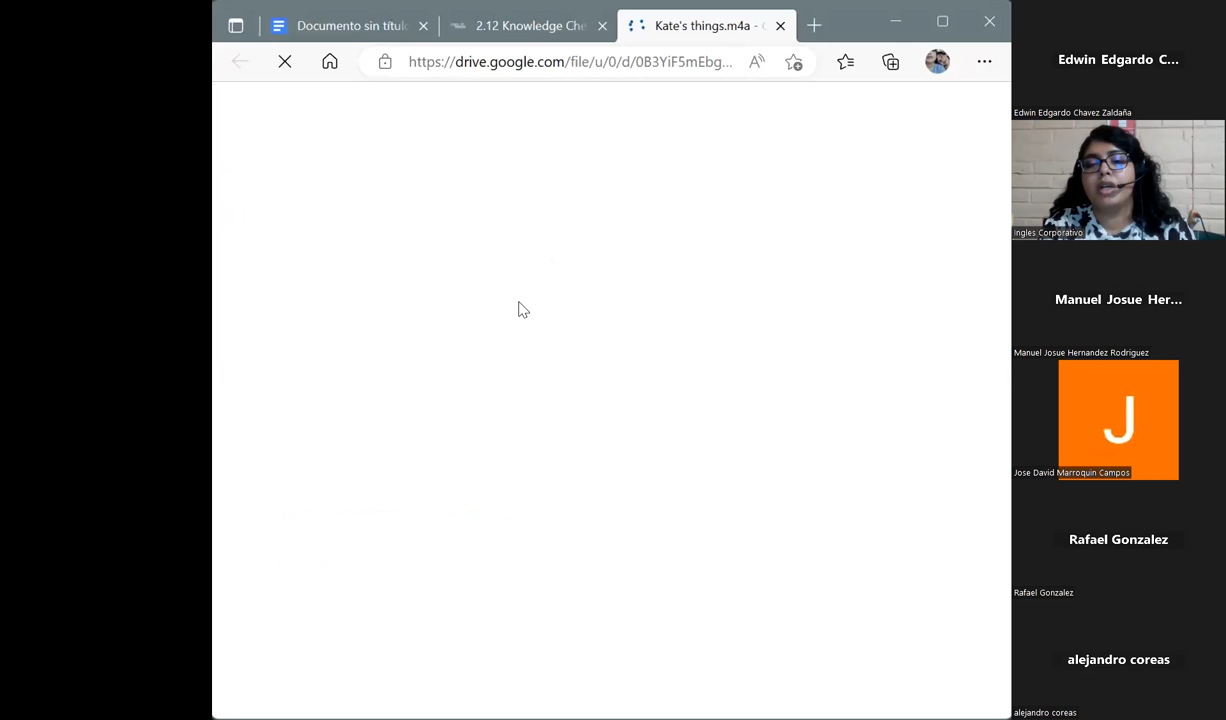 Documento sin títul
2.12 Knowledge Che
Kate's things.m4a -
https://drive.google.com/file/u/0/d/0B3YiF5mEbg...
Edwin Edgardo C...
Edwin Edgardo Chavez Zaldaña
Ingles Corporativo
Manuel Josue Her...
Manuel Josue Hernandez Rodriguez
J
Jose David Marroquin Campos
Rafael Gonzalez
Rafael Gonzalez
alejandro coreas
alejandro coreas